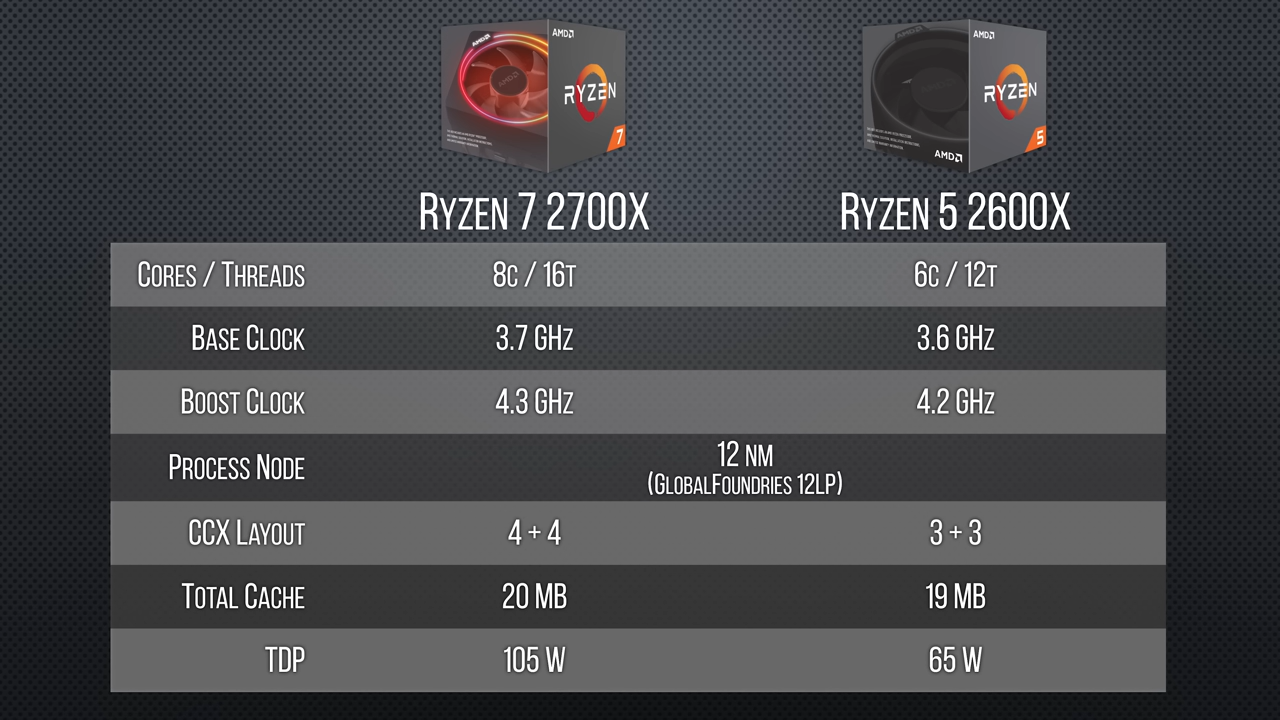 AMD
AMD
RYZEN
7
AMD
AMD
RYZEN
5
AMD
RYZEN 7 2700X
RYZEN 5 2600X
CORES / THREADS
8C / 16T
6C / 12T
BASE CLOCK
3.7 GHZ
3.6 GHZ
BOOST CLOCK
4.3 GHZ
4.2 GHZ
PROCESS NODE
12 NM
(GLOBALFOUNDRIES 12LP)
CCX LAYOUT
4 + 4
3 + 3
TOTAL CACHE
20 MB
19 MB
TDP
105 W
65 W